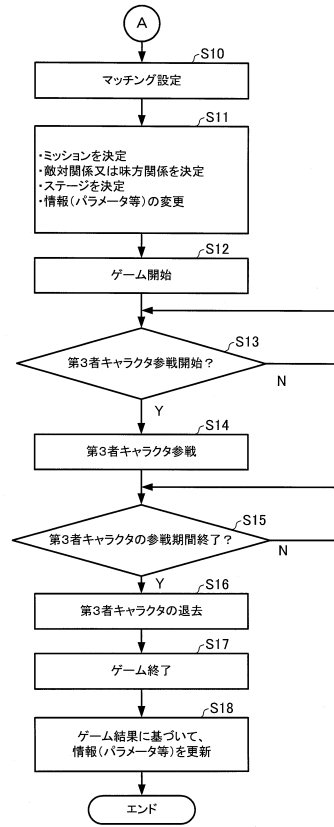 A
S10
マッチング設定
S11
・ミッションを決定
・敵対関係又は味方関係を決定
・ステージを決定
・情報(パラメータ等)の変更
S12
ゲーム開始
S13
第3者キャラクタ参戦開始?
N
Y
S14
第3者キャラクタ参戦
S15
第3者キャラクタの参戦期間終了?
N
Y
S16
第3者キャラクタの退去
S17
ゲーム終了
S18
ゲーム結果に基づいて、
情報(パラメータ等)を更新
エンド